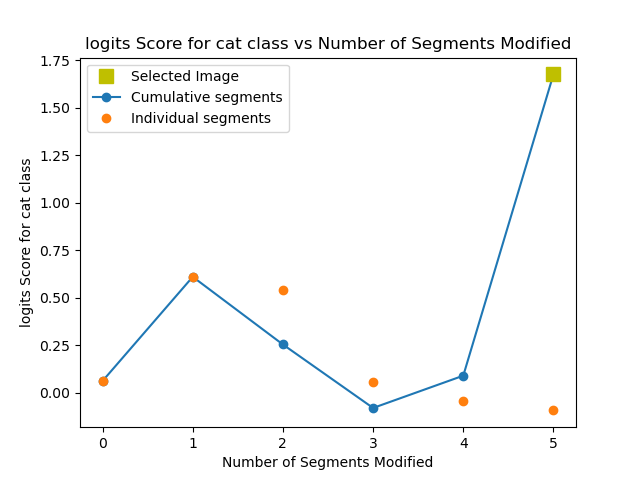 logits Score for cat class vs Number of Segments Modified
Selected Image
Cumulative segments
Individual segments
1.75
1.50
1.25
1.00
0.75
0.50
0.25
0.00
logits Score for cat class
0 1 2 3 4 5
Number of Segments Modified